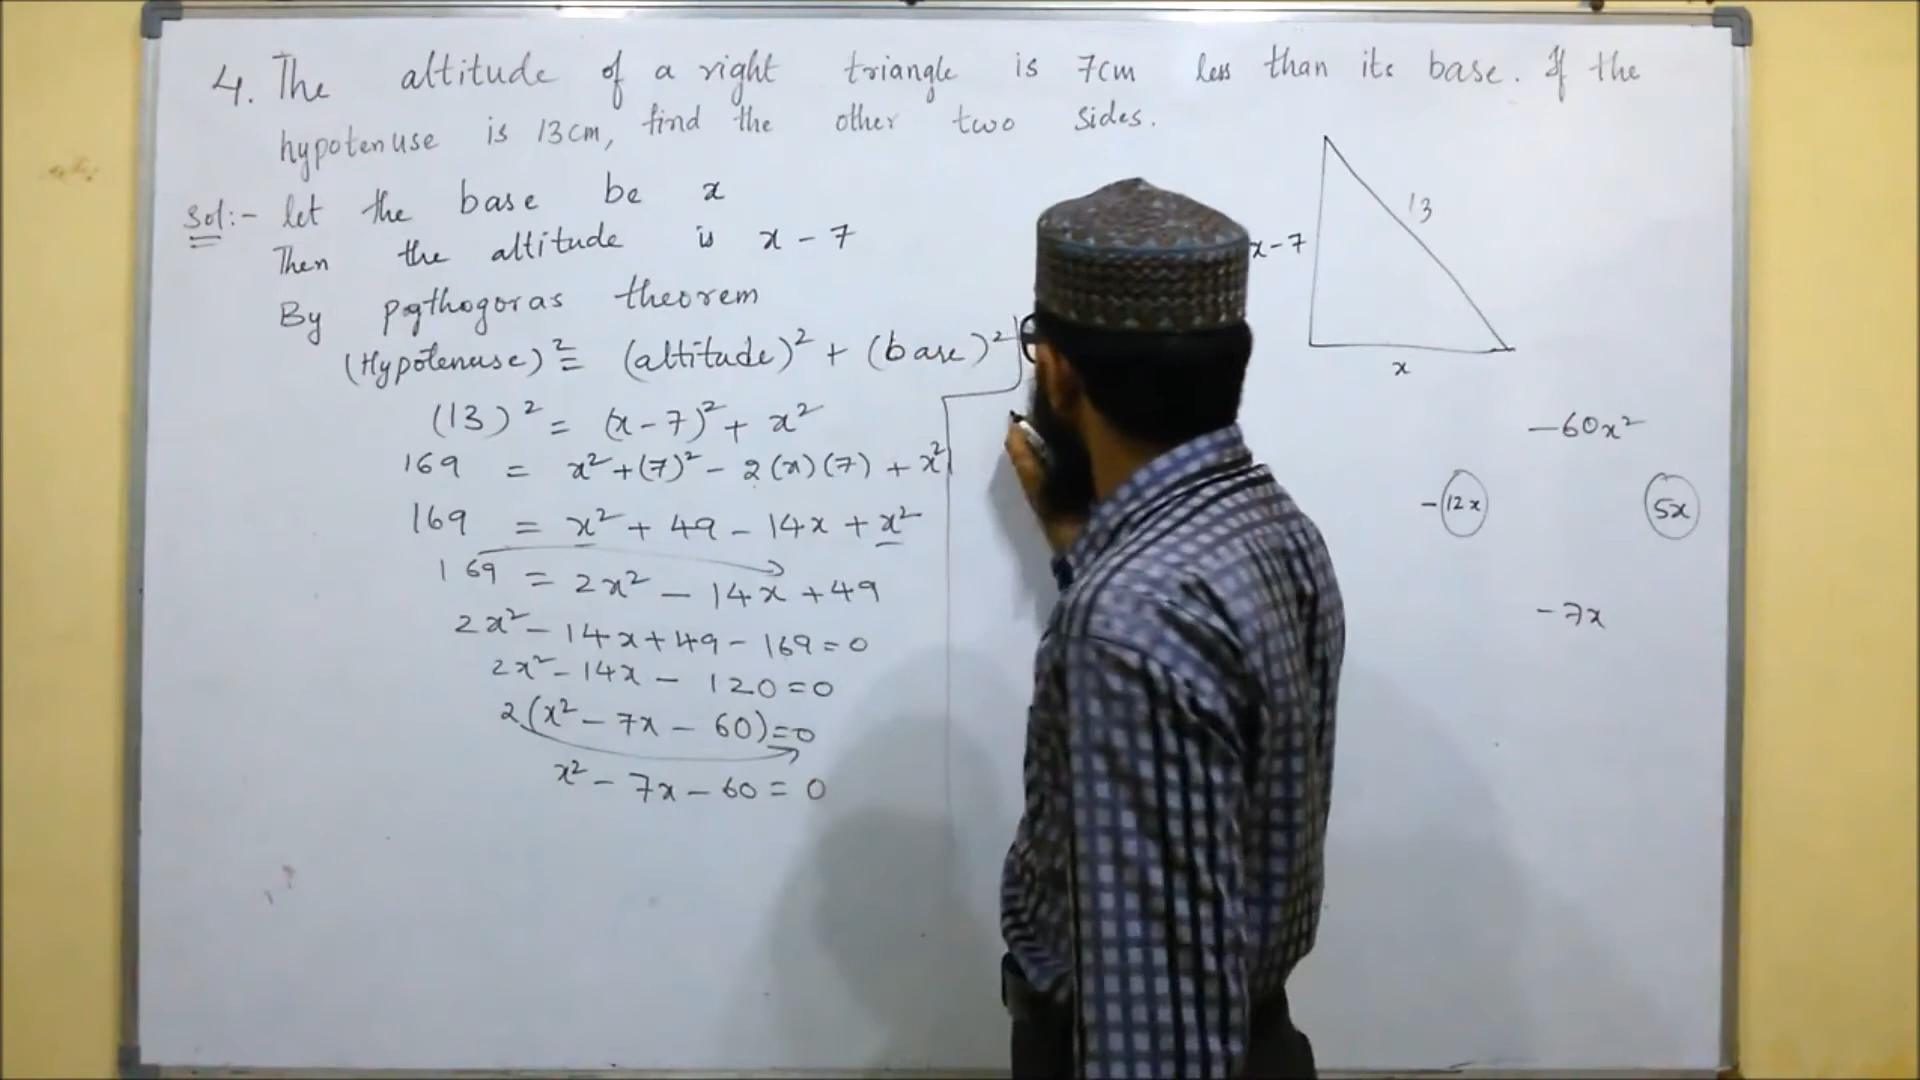 4. The altitude of a right triangle is 7cm less than its base. If the
hypotenuse is 13cm, find the other two sides.
Sol:- let the base be x
Then the altitude is x - 7
By pythogoras theorem
(Hypotenuse)² = (altitude)² + (base)²
(13)² = (x-7)² + x²
169 = x² + (7)² - 2(x)(7) + x²
169 = x² + 49 - 14x + x²
169 = 2x² - 14x + 49
2x² - 14x + 49 - 169 = 0
2x² - 14x - 120 = 0
2(x² - 7x - 60) = 0
x² - 7x - 60 = 0
13
x-7
x
-60x²
-12x 5x
-7x